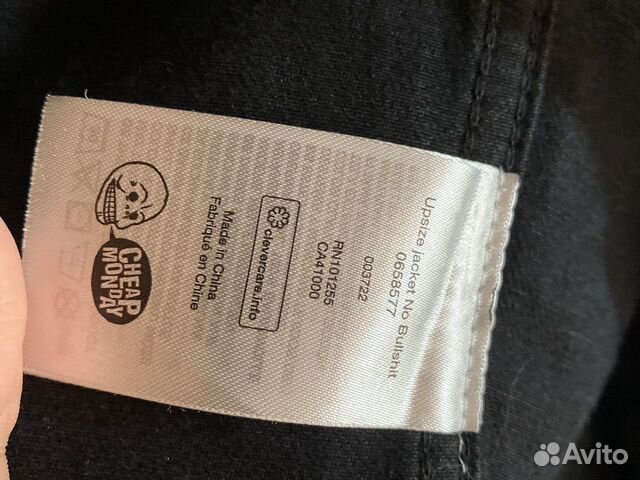 Upsize jacket No Bullshit
0658577
003722
RN101255
CA41000
clevercare.info
Made in China
Fabriqué en Chine
CHEAP
MONDAY
Avito